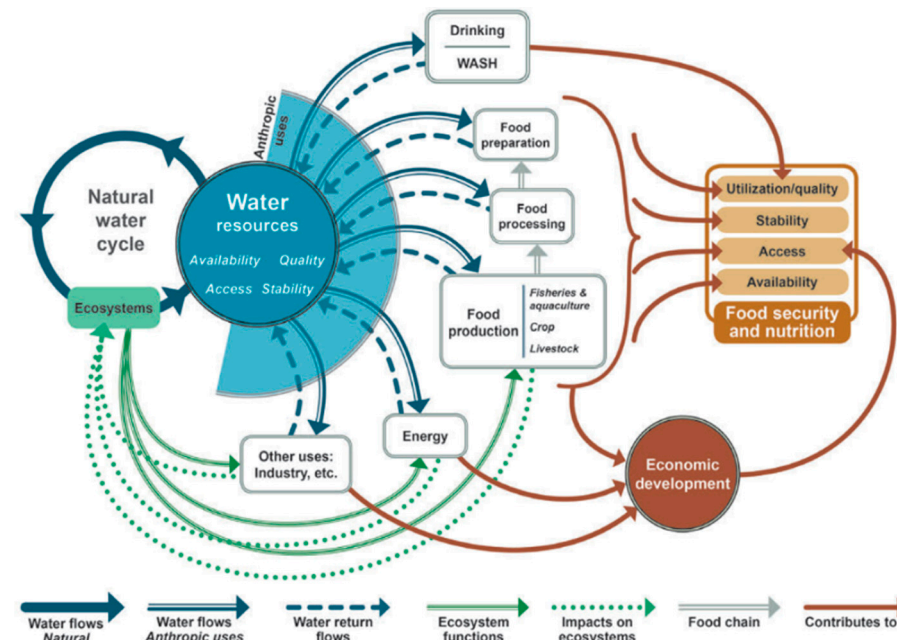 Drinking
WASH
Anthropic
uses
Food
preparation
Natural
water
cycle
Water
resources
Availability Quality
Access Stability
Food
processing
Utilization/quality
Stability
Access
Availability
Food security
and nutrition
Ecosystems
Food
production
Fisheries &
aquaculture
Crop
Livestock
Other uses:
Industry, etc.
Energy
Economic
development
Water flows
Natural
Water flows
Anthropic uses
Water return
flows
Ecosystem
functions
Impacts on
ecosystems
Food chain
Contributes to